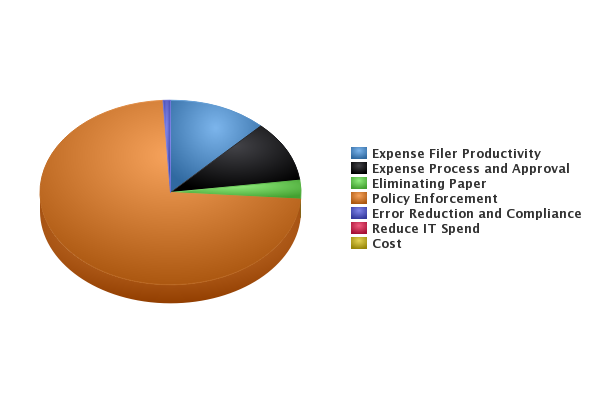 Expense Filer Productivity
Expense Process and Approval
Eliminating Paper
Policy Enforcement
Error Reduction and Compliance
Reduce IT Spend
Cost